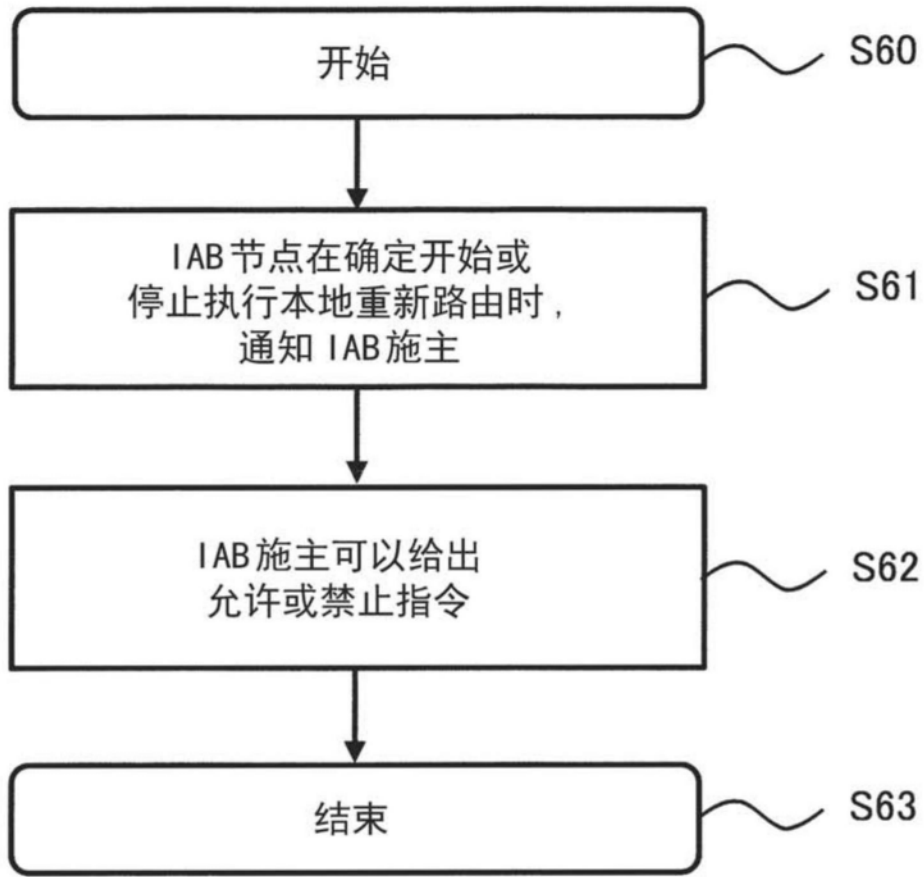 开始
S60
IAB节点在确定开始或
停止执行本地重新路由时,
通知IAB施主
S61
IAB施主可以给出
允许或禁止指令
S62
结束
S63